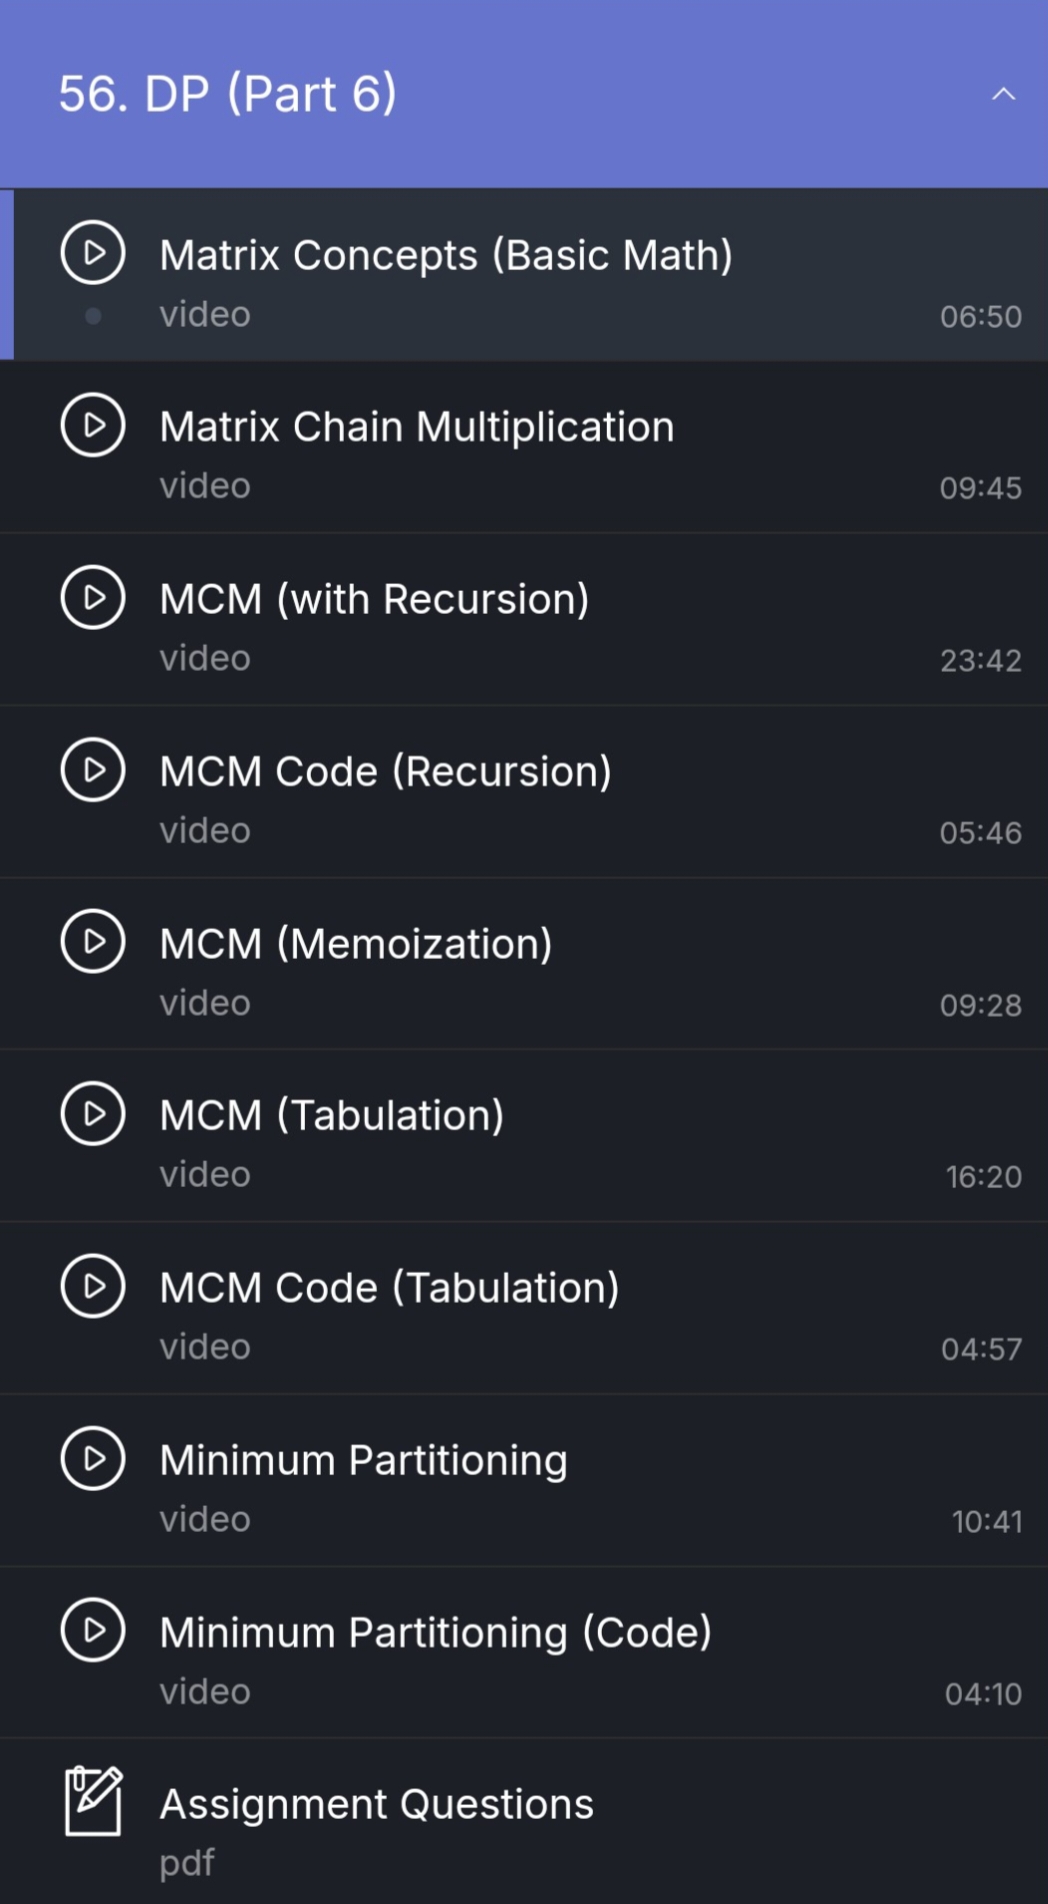 56. DP (Part 6)
Matrix Concepts (Basic Math)
video
06:50
Matrix Chain Multiplication
video
09:45
MCM (with Recursion)
video
23:42
MCM Code (Recursion)
video
05:46
MCM (Memoization)
video
09:28
MCM (Tabulation)
video
16:20
MCM Code (Tabulation)
video
04:57
Minimum Partitioning
video
10:41
Minimum Partitioning (Code)
video
04:10
Assignment Questions
pdf